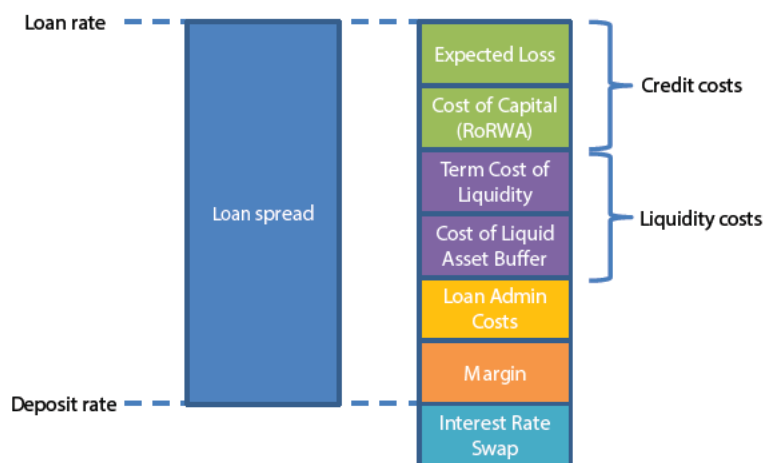 Loan rate
Expected Loss
Cost of Capital
(RoRWA)
Credit costs
Term Cost of
Liquidity
Loan spread
Cost of Liquid
Asset Buffer
Liquidity costs
Loan Admin
Costs
Margin
Deposit rate
Interest Rate
Swap